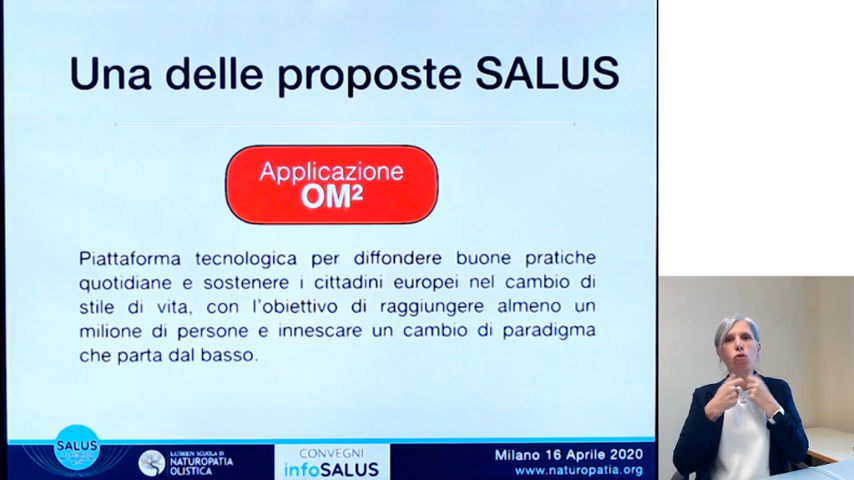 Una delle proposte SALUS
Applicazione
OM²
Piattaforma tecnologica per diffondere buone pratiche
quotidiane e sostenere i cittadini europei nel cambio di
stile di vita, con l'obiettivo di raggiungere almeno un
milione di persone e innescare un cambio di paradigma
che parta dal basso.
SALUS
NATUROPATIA
OLISTICA
CONVEGNI
infoSALUS
Milano 16 Aprile 2020
www.naturopatia.org